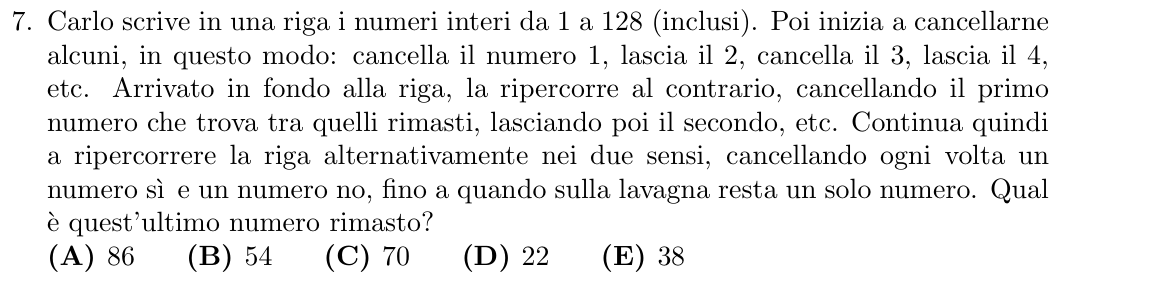 7. Carlo scrive in una riga i numeri interi da 1 a 128 (inclusi). Poi inizia a cancellarne
alcuni, in questo modo: cancella il numero 1, lascia il 2, cancella il 3, lascia il 4,
etc. Arrivato in fondo alla riga, la ripercorre al contrario, cancellando il primo
numero che trova tra quelli rimasti, lasciando poi il secondo, etc. Continua quindi
a ripercorrere la riga alternativamente nei due sensi, cancellando ogni volta un
numero sì e un numero no, fino a quando sulla lavagna resta un solo numero. Qual
è quest'ultimo numero rimasto?
(A) 86 (B) 54 (C) 70 (D) 22 (E) 38